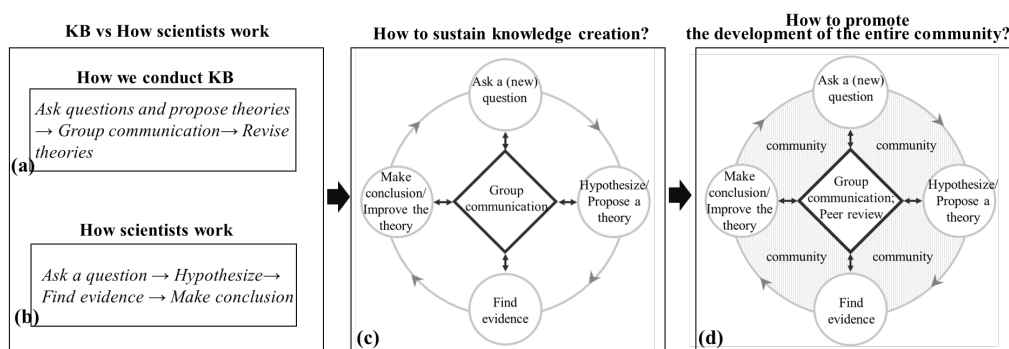 KB vs How scientists work
How we conduct KB
Ask questions and propose theories
→ Group communication→ Revise
theories
(a)
How scientists work
Ask a question → Hypothesize→
Find evidence → Make conclusion
(b)
How to sustain knowledge creation?
Ask a (new)
question
Make
conclusion/
Improve the
theory
Group
communication
Hypothesize/
Propose a
theory
Find
evidence
(c)
How to promote
the development of the entire community?
Ask a (new)
question
community
community
Make
conclusion/
Improve the
theory
Group
communication;
Peer review
Hypothesize/
Propose a
theory
community
community
Find
evidence
(d)